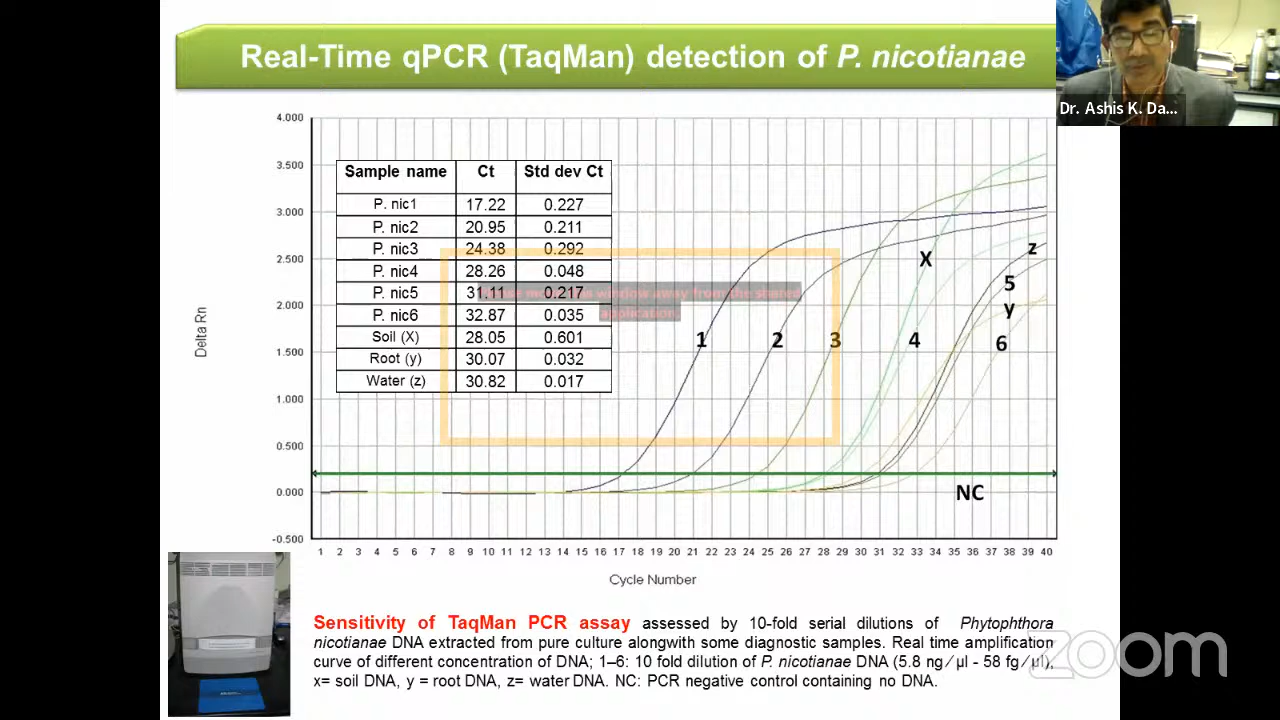 Real-Time qPCR (TaqMan) detection of P. nicotianae
Dr. Ashis K. Da...
4.000
3.500
3.000
2.500
2.000
1.500
1.000
0.500
0.000
-0.500
Delta Rn
Sample name Ct Std dev Ct
P. nic1 17.22 0.227
P. nic2 20.95 0.211
P. nic3 24.38 0.292
P. nic4 28.26 0.048
P. nic5 31.11 0.217
P. nic6 32.87 0.035
Soil (X) 28.05 0.601
Root (y) 30.07 0.032
Water (z) 30.82 0.017
window away from the shared
application.
1 2 3 4 X z 5 y 6
NC
1 2 3 4 5 6 7 8 9 10 11 12 13 14 15 16 17 18 19 20 21 22 23 24 25 26 27 28 29 30 31 32 33 34 35 36 37 38 39 40
Cycle Number
Sensitivity of TaqMan PCR assay assessed by 10-fold serial dilutions of Phytophthora
nicotianae DNA extracted from pure culture alongwith some diagnostic samples. Real time amplification
curve of different concentration of DNA; 1–6: 10 fold dilution of P. nicotianae DNA (5.8 ng ⁄ µl - 58 fg ⁄ µl),
x= soil DNA, y = root DNA, z= water DNA. NC: PCR negative control containing no DNA.
zoom